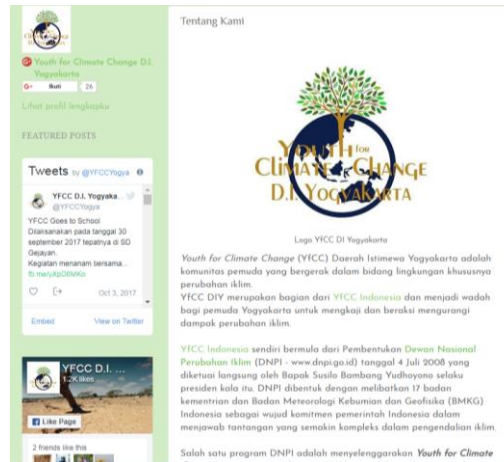 Youth for Climate Change D.I.
Yogyakarta
G+ Ikuti 26
Lihat profil lengkapku
FEATURED POSTS
Tweets by @YFCCYogya
YFCC D.I. Yogyaka...
@YFCCYogya
YFCC Goes to School
Dilaksanakan pada tanggal 30
september 2017 tepatnya di SD
Gejayan.
Kegiatan menanam bersama...
Oct 3, 2017
Embed View on Twitter
YFCC D.I. ...
1.2K likes
Like Page
2 friends like this
Tentang Kami
YOUTH FOR
CLIMATE CHANGE
D.I. YOGYAKARTA
Logo YfCC DI Yogyakarta
Youth for Climate Change (YfCC) Daerah Istimewa Yogyakarta adalah
komunitas pemuda yang bergerak dalam bidang lingkungan khususnya
perubahan iklim.
YfCC DIY merupakan bagian dari YFCC Indonesia dan menjadi wadah
bagi pemuda Yogyakarta untuk mengkaji dan beraksi mengurangi
dampak perubahan iklim.
YFCC Indonesia sendiri bermula dari Pembentukan Dewan Nasional
Perubahan Iklim (DNPI - www.dnpi.go.id) tanggal 4 Juli 2008 yang
diketuai langsung oleh Bapak Susilo Bambang Yudhoyono selaku
presiden kala itu. DNPI dibentuk dengan melibatkan 17 badan
kementrian dan Badan Meteorologi Kebumian dan Geofisika (BMKG)
Indonesia sebagai wujud komitmen pemerintah Indonesia dalam
menjawab tantangan yang semakin kompleks dalam pengendalian iklim.
Salah satu program DNPI adalah menyelenggarakan Youth for Climate